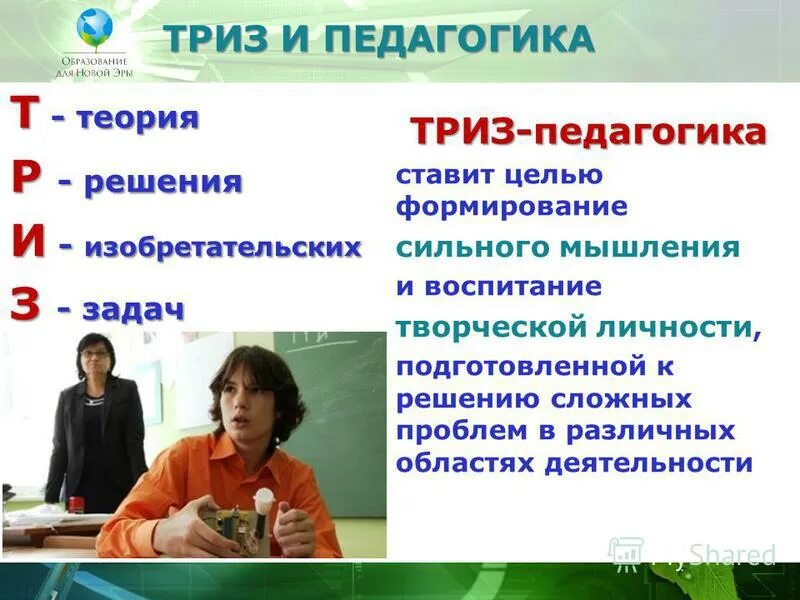 Образование
для Новой Эры
ТРИЗ И ПЕДАГОГИКА
Т - теория
Р - решения
И - изобретательских
З - задач
ТРИЗ-педагогика
ставит целью
формирование
сильного мышления
и воспитание
творческой личности,
подготовленной к
решению сложных
проблем в различных
областях деятельности
MyShared